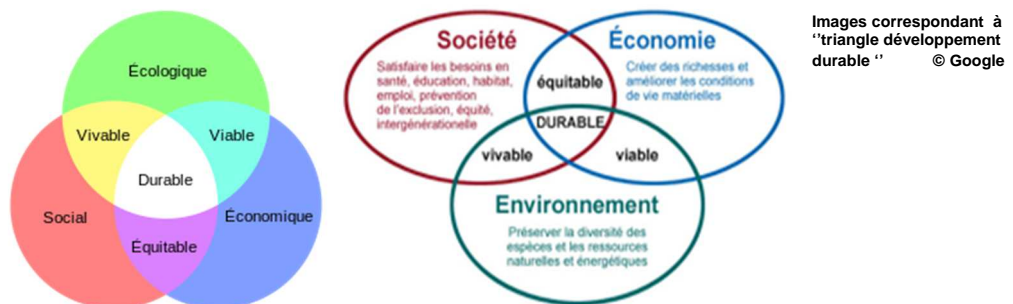 Écologique
Vivable
Viable
Durable
Social
Économique
Équitable
Société
Satisfaire les besoins en
santé, éducation, habitat,
emploi, prévention
de l'exclusion, équité,
intergénérationelle
Économie
Créer des richesses et
améliorer les conditions
de vie matérielles
équitable
DURABLE
vivable
viable
Environnement
Préserver la diversité des
espèces et les ressources
naturelles et énergétiques
Images correspondant à
‘’triangle développement
durable ‘’ © Google